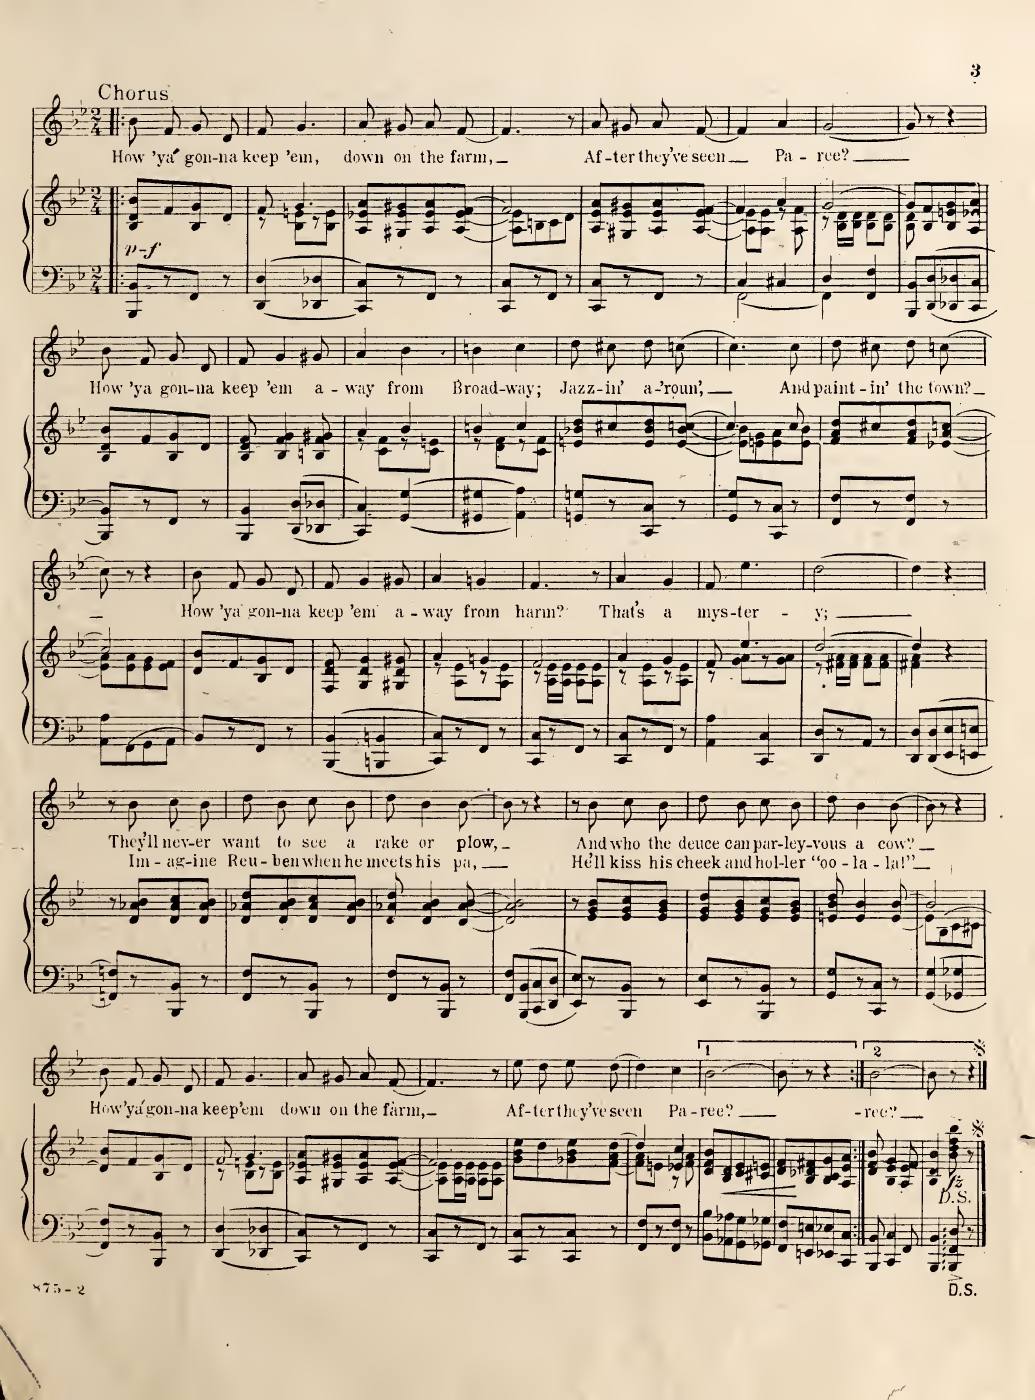 3
Chorus
How 'ya' gon-na keep 'em, down on the farm,_ Af-ter they've seen_ Pa-ree?_
p-f
How 'ya gon-na keep 'em a-way from Broad-way; Jazz-in' a-'roun',_ And paint-in' the town?_
_ How 'ya gon-na keep 'em a-way from harm? That's a mys-ter-y;_
They'll nev-er want to see a rake or plow,_ And who the deuce can par-ley-vous a cow?_
Im-ag-ine Reu-ben when he meets his pa,_ He'll kiss his cheek and hol-ler "oo-la-la!"_
1 2
How 'ya' gon-na keep 'em down on the farm,_ Af-ter they've seen Pa-ree?_ -ree?_
fz
D.S.
875-2 D.S.